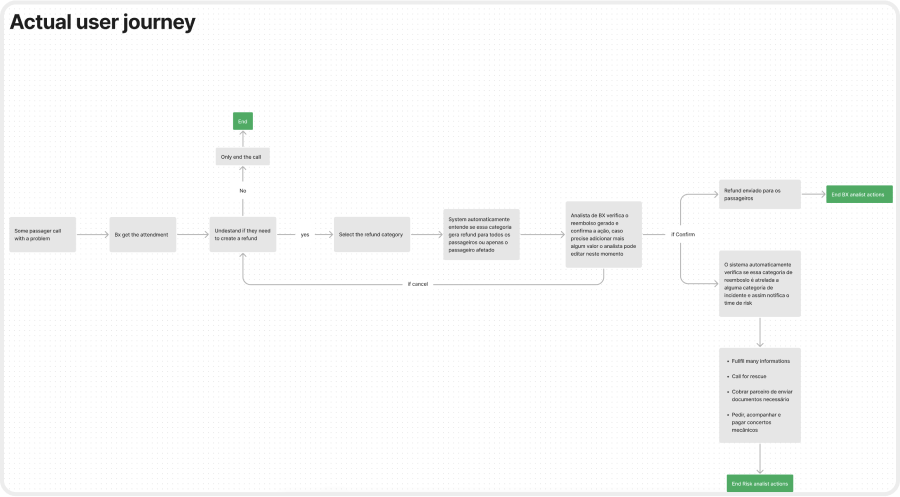 Actual user journey
End
Only end the call
No
Some passager call
with a problem
Bx get the attendment
Undestand if they need
to create a refund
yes
Select the refund category
System automaticamente
entende se essa categoria
gera refund para todos os
passageiros ou apenas o
passageiro afetado
Analista de BX verifica o
reembolso gerado e
confirma a ação, caso
precise adicionar mais
algum valor o analista pode
editar neste momento
if cancel
If Confirm
Refund enviado para os
passageiros
End BX analist actions
O sistema automaticamente
verifica se essa categoria de
reamboslo é atrelada a
alguma categoria de
incidente e assim notifica o
time de risk
• Fullfil many informations
• Call for rescue
• Cobrar parceiro de enviar
documentos necessário
• Pedir, acompanhar e
pagar concertos
mecânicos
End Risk analist actions